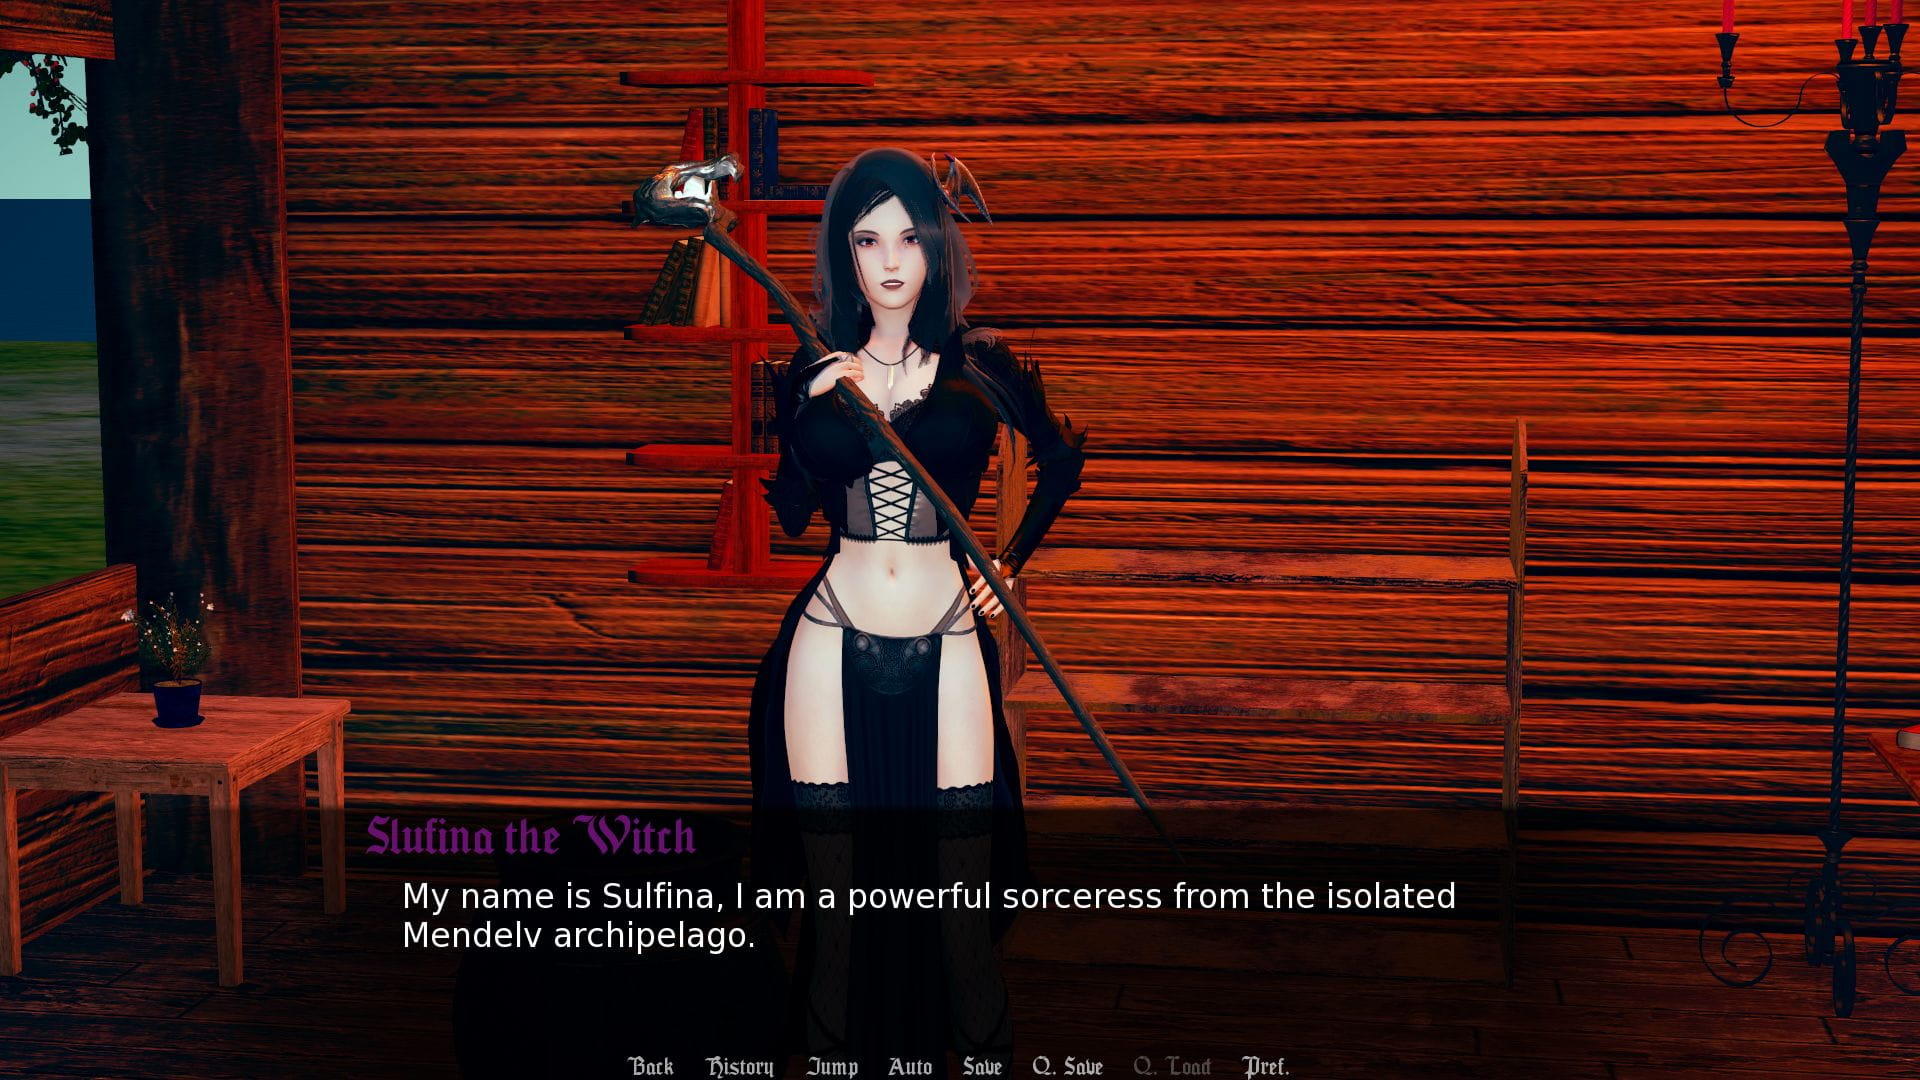 Slufina the Witch
My name is Sulfina, I am a powerful sorceress from the isolated
Mendelv archipelago.
Back History Jump Auto Save Q. Save Q. Load Pref.